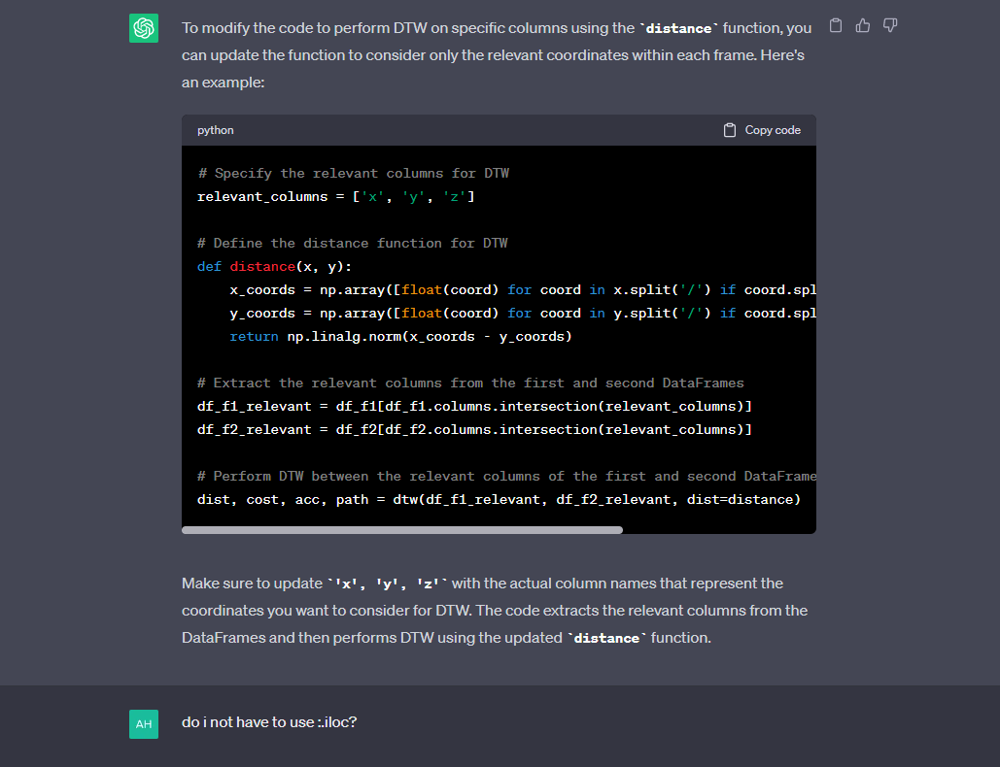 To modify the code to perform DTW on specific columns using the `distance` function, you
can update the function to consider only the relevant coordinates within each frame. Here's
an example:
python
Copy code
# Specify the relevant columns for DTW
relevant_columns = ['x', 'y', 'z']
# Define the distance function for DTW
def distance(x, y):
    x_coords = np.array([float(coord) for coord in x.split('/') if coord.spl
    y_coords = np.array([float(coord) for coord in y.split('/') if coord.spl
    return np.linalg.norm(x_coords - y_coords)
# Extract the relevant columns from the first and second DataFrames
df_f1_relevant = df_f1[df_f1.columns.intersection(relevant_columns)]
df_f2_relevant = df_f2[df_f2.columns.intersection(relevant_columns)]
# Perform DTW between the relevant columns of the first and second DataFrame
dist, cost, acc, path = dtw(df_f1_relevant, df_f2_relevant, dist=distance)
Make sure to update `'x', 'y', 'z'` with the actual column names that represent the
coordinates you want to consider for DTW. The code extracts the relevant columns from the
DataFrames and then performs DTW using the updated `distance` function.
AH
do i not have to use :.iloc?